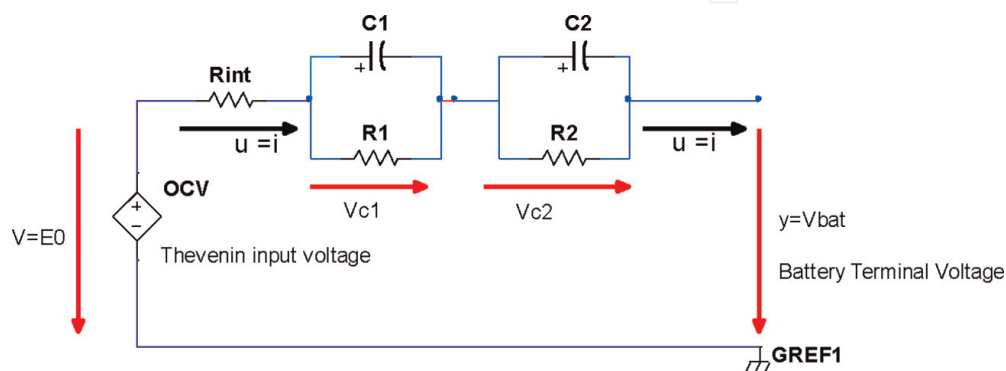 C1
C2
Rint
+
+
u =i
R1
R2
u =i
OCV
Vc1
Vc2
+
−
V=E0
y=Vbat
Thevenin input voltage
Battery Terminal Voltage
GREF1